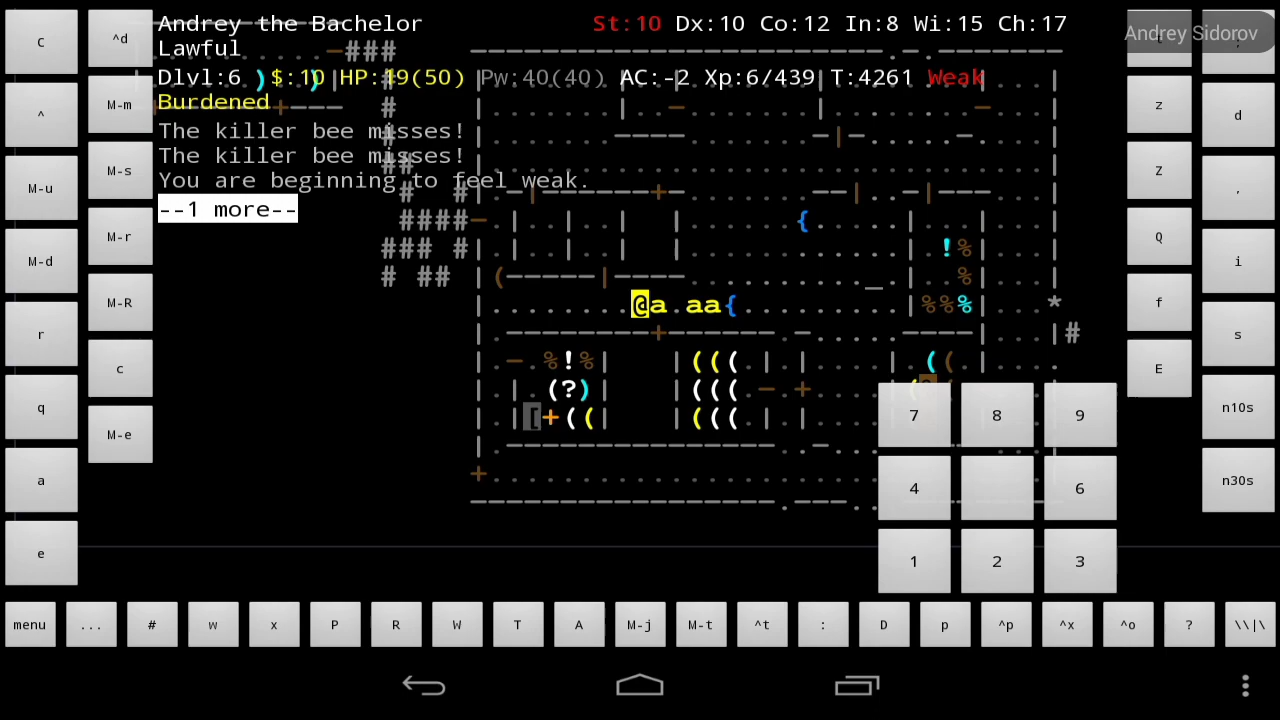 Andrey the Bachelor St:10 Dx:10 Co:12 In:8 Wi:15 Ch:17
Lawful
Dlvl:6 $:10 HP:19(50) Pw:40(40) AC:-2 Xp:6/439 T:4261 Weak
Burdened
The killer bee misses!
The killer bee misses!
You are beginning to feel weak.
--1 more--
Andrey Sidorov
C
^
M-u
M-d
r
q
a
e
^d
M-m
M-s
M-r
M-R
c
M-e
z
Z
Q
f
E
d
,
i
s
n10s
n30s
7 8 9
4 6
1 2 3
menu ... # w x P R W T A M-j M-t ^t : D p ^p ^x ^o ? \\|\